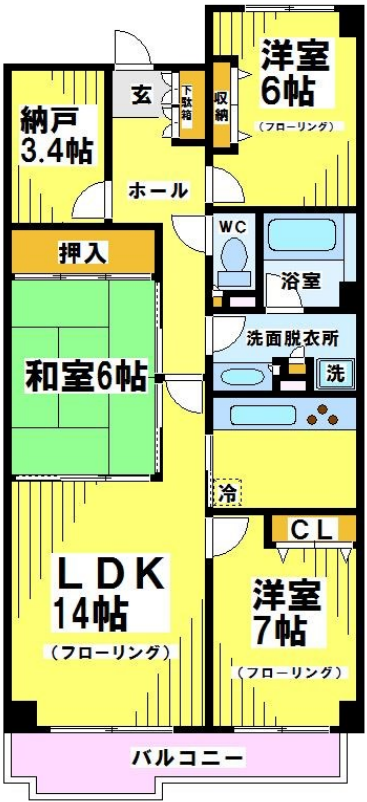 洋室
6帖
(フローリング)
玄
下駄箱
収納
納戸
3.4帖
ホール
WC
浴室
押入
洗面脱衣所
洗
和室6帖
冷
CL
LDK
14帖
(フローリング)
洋室
7帖
(フローリング)
バルコニー